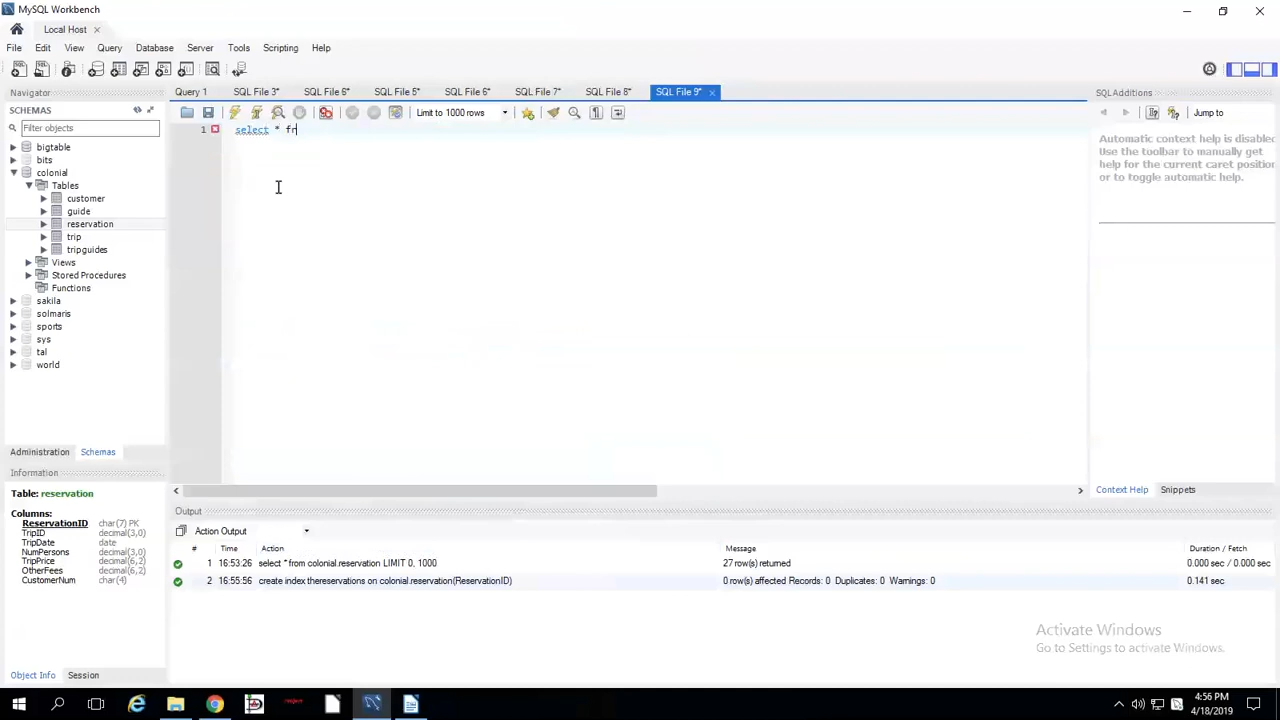 MySQL Workbench
Local Host
File Edit View Query Database Server Tools Scripting Help
Navigator
SCHEMAS
Filter objects
bigtable
bits
colonial
Tables
customer
guide
reservation
trip
tripguides
Views
Stored Procedures
Functions
sakila
solmaris
sports
sys
tal
world
Administration Schemas
Information
Table: reservation
Columns:
ReservationID char(7) PK
TripID decimal(3,0)
TripDate date
NumPersons decimal(3,0)
TripPrice decimal(6,2)
OtherFees decimal(6,2)
CustomerNum char(4)
Object Info Session
Query 1 SQL File 3* SQL File 6* SQL File 5* SQL File 6* SQL File 7* SQL File 8* SQL File 9*
Limit to 1000 rows
1 select * fr
SQL Additions
Jump to
Automatic context help is disabled.
Use the toolbar to manually get
help for the current caret position
or to toggle automatic help.
Context Help Snippets
Output
Action Output
# Time Action Message Duration / Fetch
1 16:53:26 select * from colonial.reservation LIMIT 0, 1000 27 row(s) returned 0.000 sec / 0.000 sec
2 16:55:56 create index thereservations on colonial.reservation(ReservationID) 0 row(s) affected Records: 0 Duplicates: 0 Warnings: 0 0.141 sec
Activate Windows
Go to Settings to activate Windows.
4:56 PM
4/18/2019